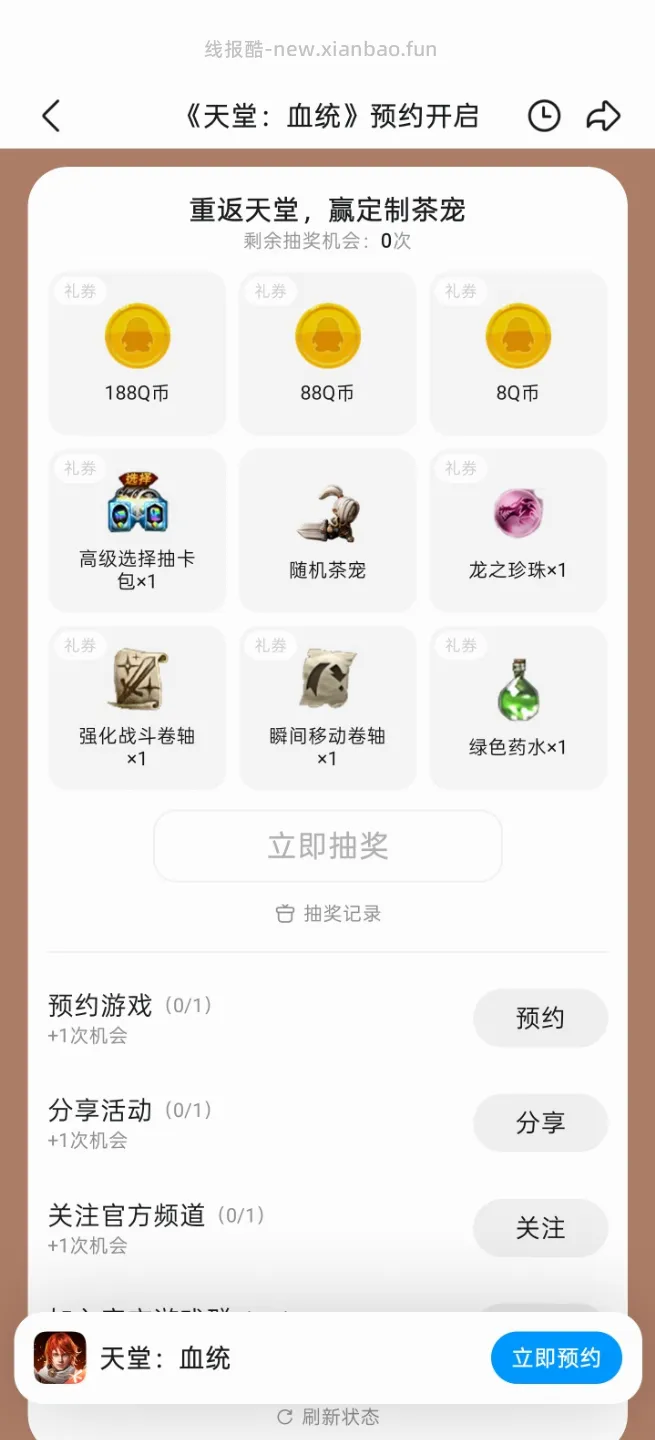 线报酷-new.xianbao.fun
《天堂：血统》预约开启
重返天堂，赢定制茶宠
剩余抽奖机会：0次
礼券
188Q币
礼券
88Q币
礼券
8Q币
礼券
选择
高级选择抽卡
包×1
随机茶宠
礼券
龙之珍珠×1
礼券
强化战斗卷轴
×1
礼券
瞬间移动卷轴
×1
礼券
绿色药水×1
立即抽奖
抽奖记录
预约游戏（0/1）
+1次机会
预约
分享活动（0/1）
+1次机会
分享
关注官方频道（0/1）
+1次机会
关注
天堂：血统
立即预约
刷新状态